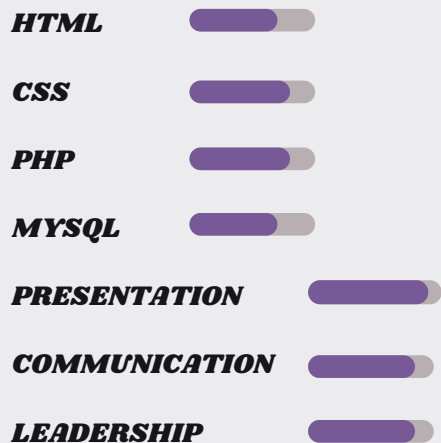 HTML
CSS
PHP
MYSQL
PRESENTATION
COMMUNICATION
LEADERSHIP